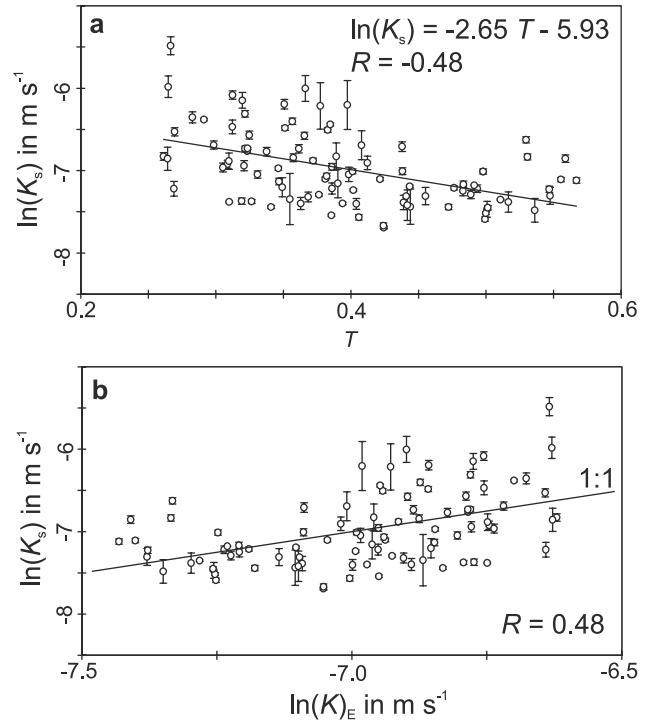 a
ln(Kₛ) = -2.65 T - 5.93
R = -0.48
-6
-7
-8
ln(Kₛ) in m s⁻¹
0.2 0.4 0.6
T
b
1:1
-6
-7
-8
ln(Kₛ) in m s⁻¹
R = 0.48
-7.5 -7.0 -6.5
ln(K)E in m s⁻¹